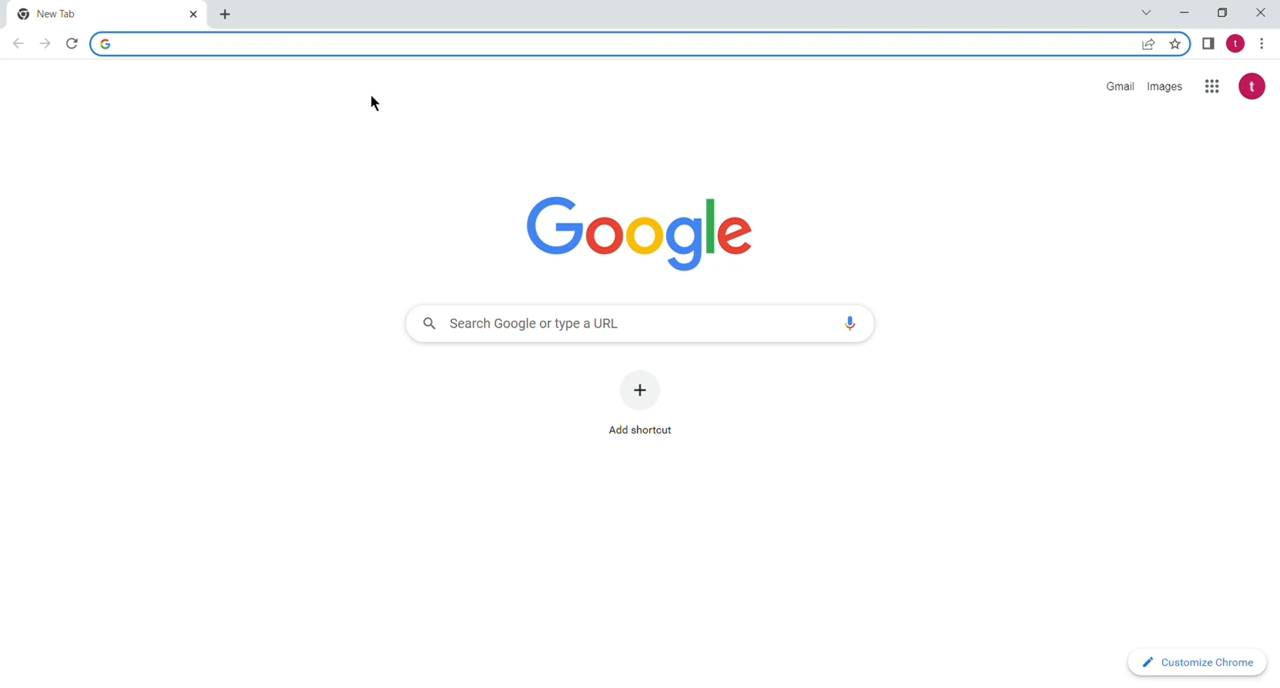 New Tab
t
Gmail Images t
Google
Search Google or type a URL
Add shortcut
Customize Chrome